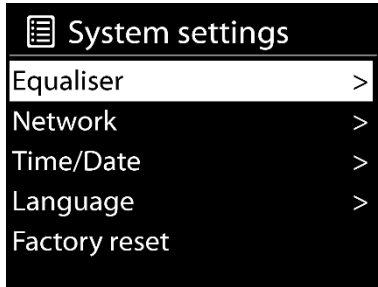 System settings
Equaliser >
Network >
Time/Date >
Language >
Factory reset